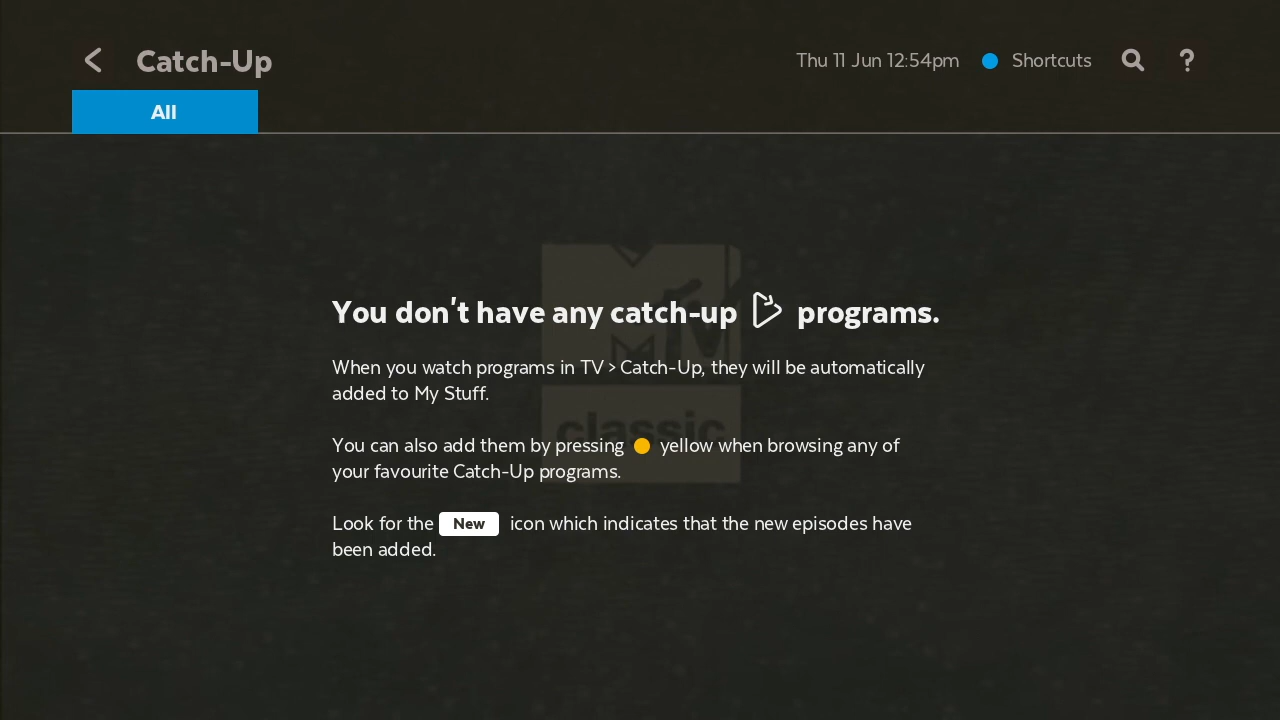 Catch-Up
Thu 11 Jun 12:54pm
Shortcuts
?
All
You don't have any catch-up programs.
When you watch programs in TV > Catch-Up, they will be automatically
added to My Stuff.
You can also add them by pressing yellow when browsing any of
your favourite Catch-Up programs.
Look for the New icon which indicates that the new episodes have
been added.
MTV
classic